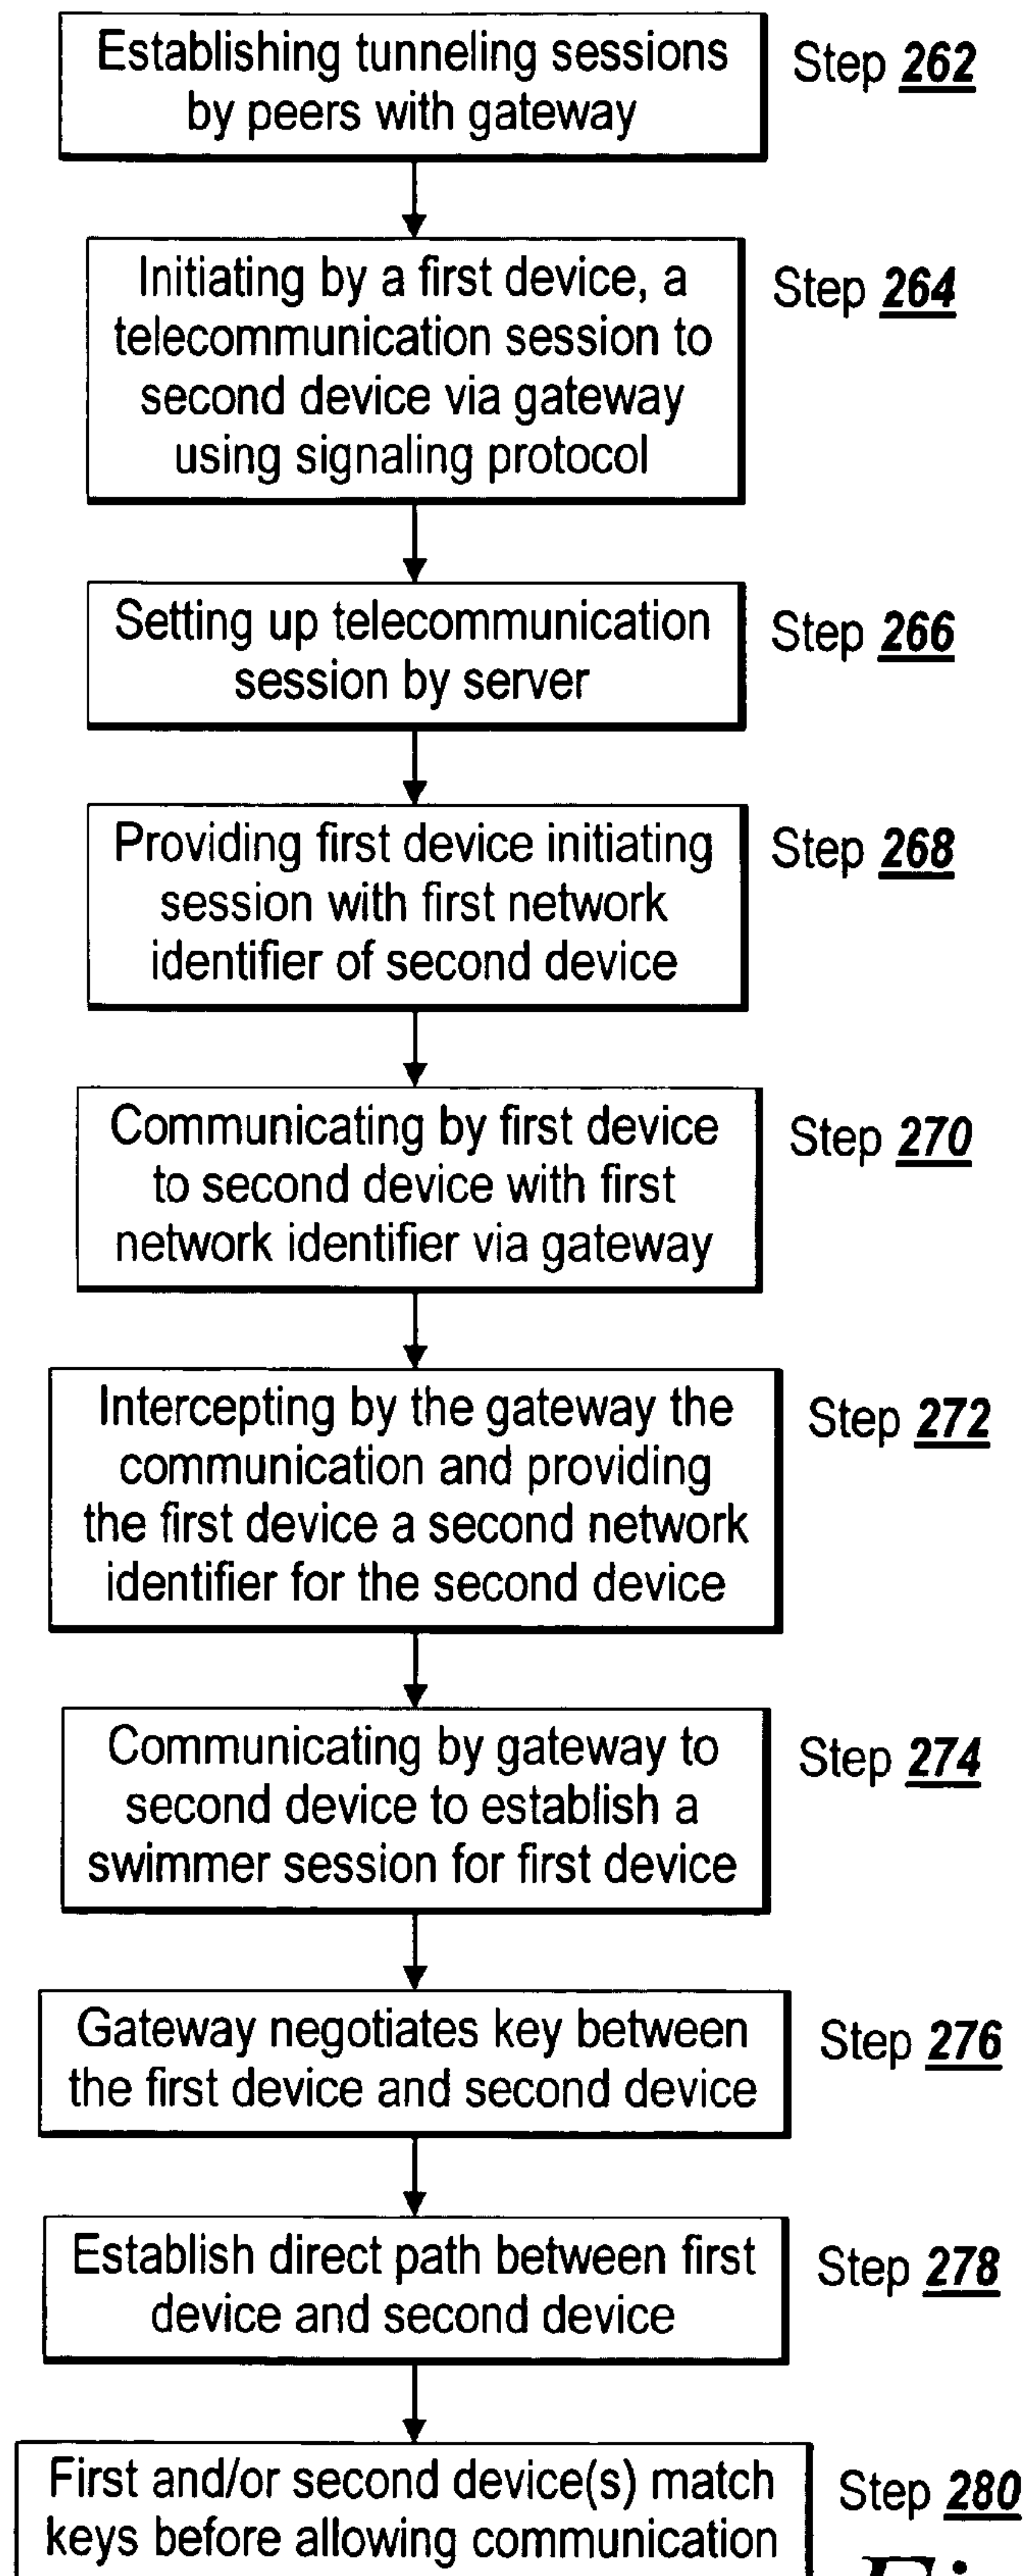 Establishing tunneling sessions
by peers with gateway
Step 262
Initiating by a first device, a
telecommunication session to
second device via gateway
using signaling protocol
Step 264
Setting up telecommunication
session by server
Step 266
Providing first device initiating
session with first network
identifier of second device
Step 268
Communicating by first device
to second device with first
network identifier via gateway
Step 270
Intercepting by the gateway the
communication and providing
the first device a second network
identifier for the second device
Step 272
Communicating by gateway to
second device to establish a
swimmer session for first device
Step 274
Gateway negotiates key between
the first device and second device
Step 276
Establish direct path between first
device and second device
Step 278
First and/or second device(s) match
keys before allowing communication
Step 280